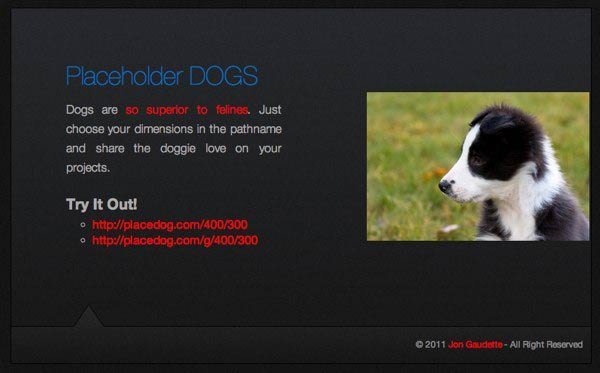 Placeholder DOGS
Dogs are so superior to felines. Just
choose your dimensions in the pathname
and share the doggie love on your
projects.
Try It Out!
http://placedog.com/400/300
http://placedog.com/g/400/300
© 2011 Jon Gaudette - All Right Reserved